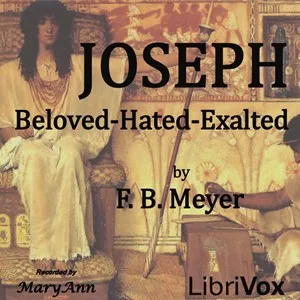 JOSEPH
Beloved-Hated-Exalted
by
F. B. Meyer
Recorded by
MaryAnn
LibriVox